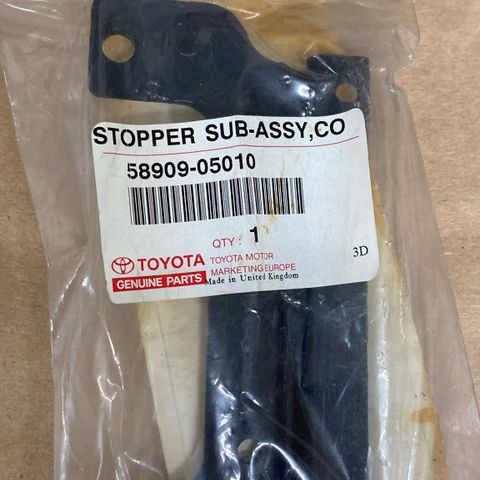 STOPPER SUB-ASSY,CO
58909-05010
QTY: 1
3D
TOYOTA
GENUINE PARTS
TOYOTA MOTOR
MARKETING EUROPE
Made in United Kingdom